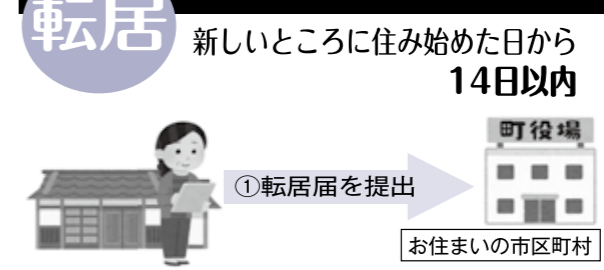 転居
新しいところに住み始めた日から
14日以内
町役場
①転居届を提出
お住まいの市区町村